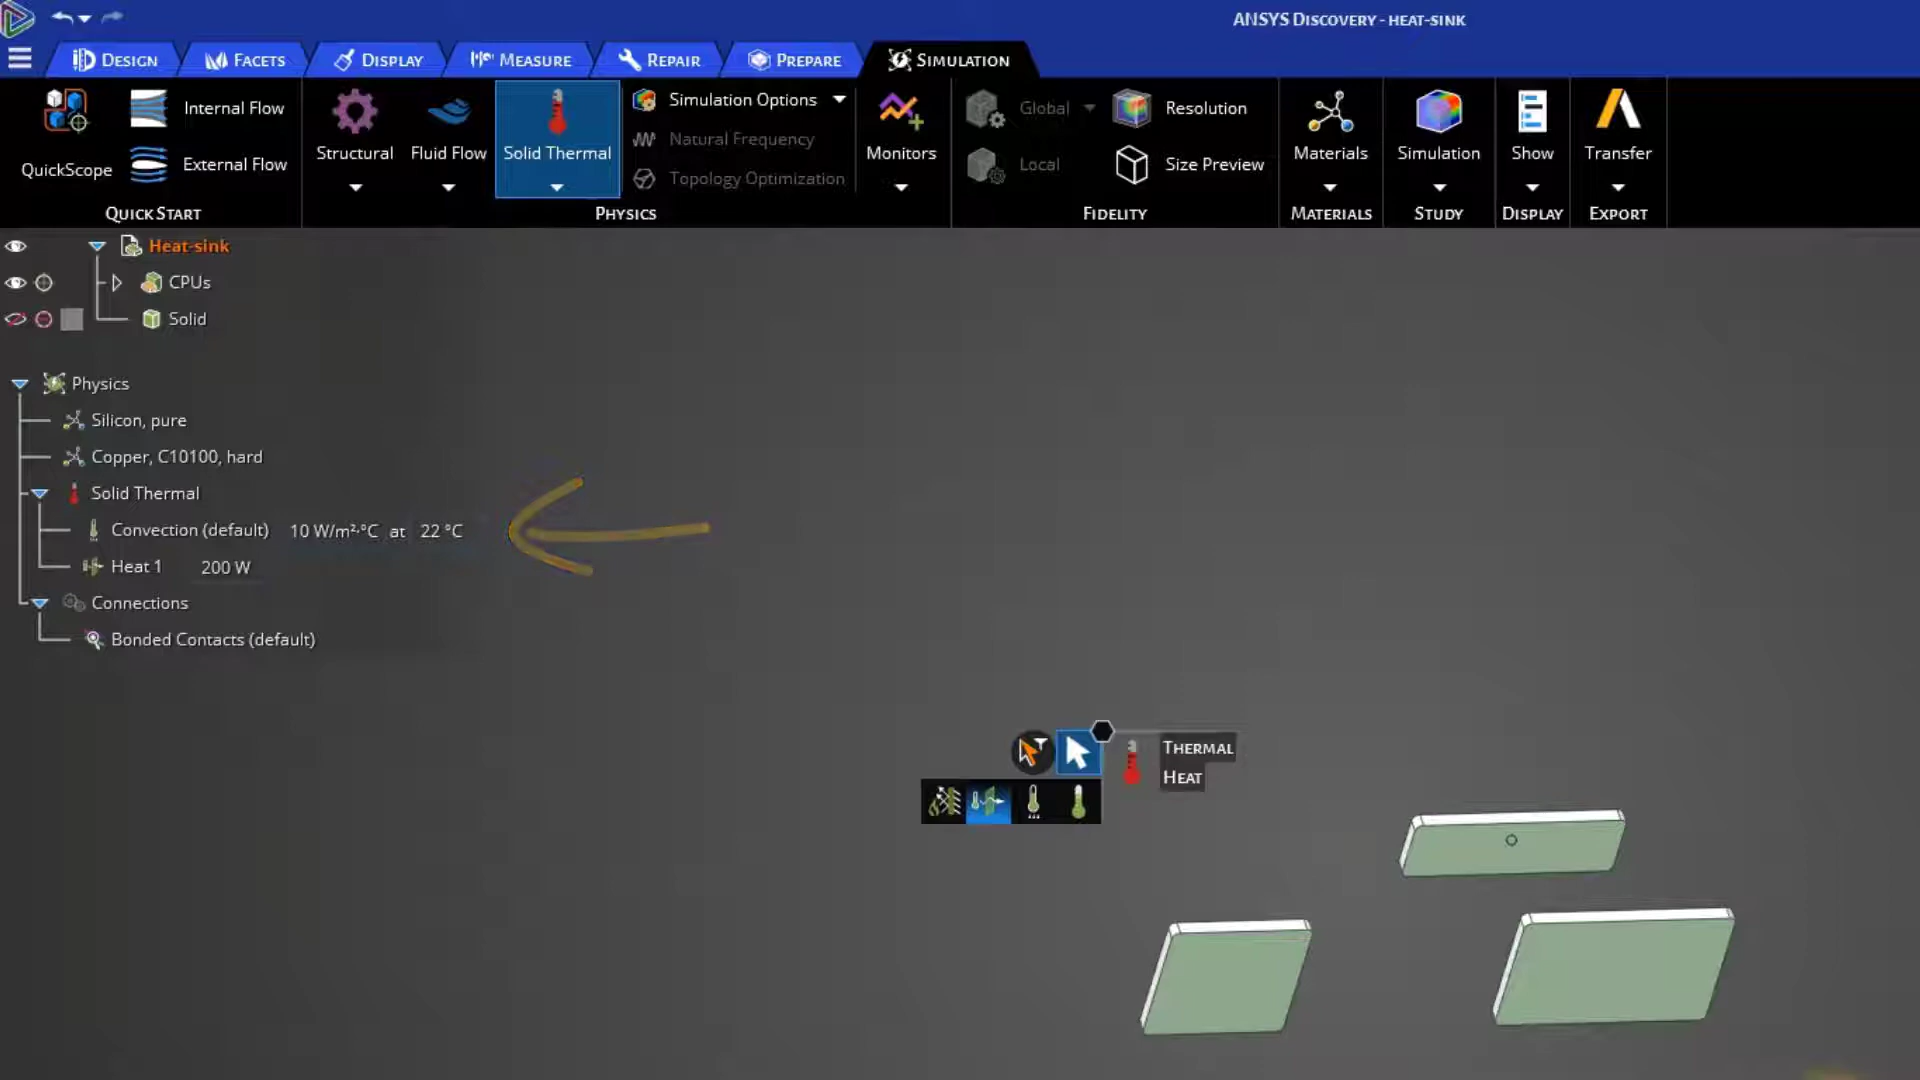 ANSYS DISCOVERY - HEAT-SINK
DESIGN
FACETS
DISPLAY
MEASURE
REPAIR
PREPARE
SIMULATION
QuickScope
Internal Flow
External Flow
QUICK START
Structural
Fluid Flow
Solid Thermal
Simulation Options
Natural Frequency
Topology Optimization
PHYSICS
Monitors
Global
Local
Resolution
Size Preview
FIDELITY
Materials
MATERIALS
Simulation
STUDY
Show
DISPLAY
Transfer
EXPORT
Heat-sink
CPUs
Solid
Physics
Silicon, pure
Copper, C10100, hard
Solid Thermal
Convection (default) 10 W/m²·°C at 22 °C
Heat 1 200 W
Connections
Bonded Contacts (default)
THERMAL
HEAT